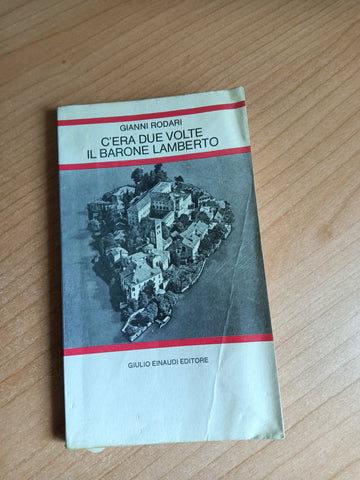 GIANNI RODARI
C'ERA DUE VOLTE
IL BARONE LAMBERTO
GIULIO EINAUDI EDITORE